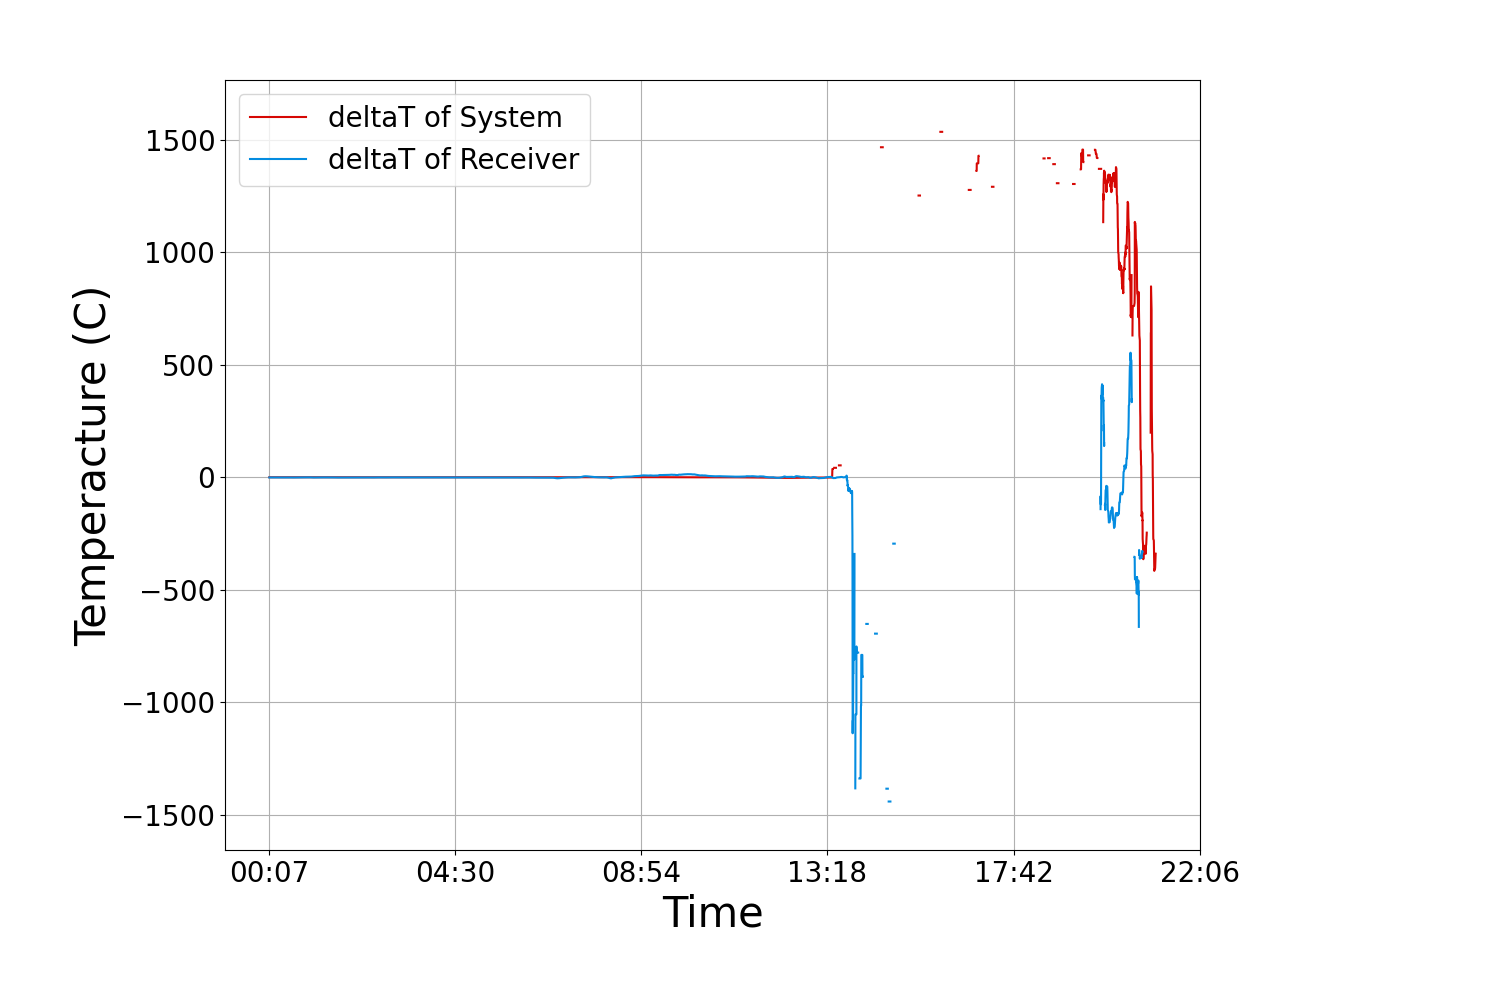 deltaT of System
deltaT of Receiver
1500
1000
500
0
−500
−1000
−1500
Temperacture (C)
00:07 04:30 08:54 13:18 17:42 22:06
Time